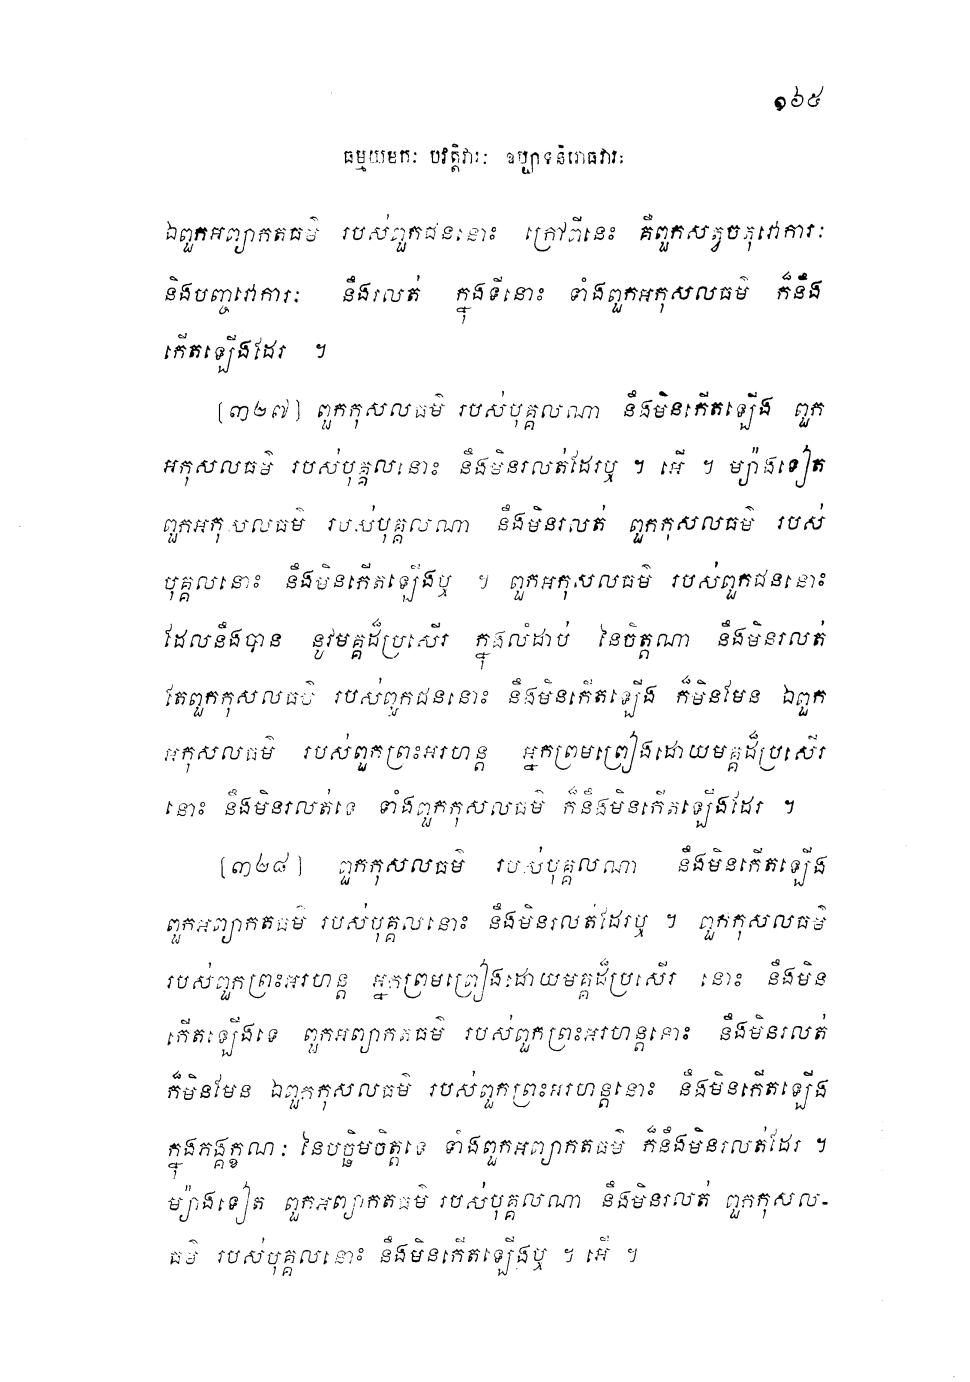 ១៦៥
ធម្មយមកៈ បវត្តិវារៈ ឧប្បាទនិរោធវារៈ
ឯពួកអព្យាកតធម៌ របស់ពួកជននោះ ក្រៅពីនេះ គឺពួកសត្វចតុវោការៈ
និងបញ្ចវោការៈ នឹងរលត់ ក្នុងទីនោះ ទាំងពួកអកុសលធម៌ ក៏នឹង
កើតឡើងដែរ ។
[៣២៧] ពួកកុសលធម៌ របស់បុគ្គលណា នឹងមិនកើតឡើង ពួក
អកុសលធម៌ របស់បុគ្គលនោះ នឹងមិនរលត់ដែរឬ ។ អើ ។ ម្យ៉ាងទៀត
ពួកអកុសលធម៌ របស់បុគ្គលណា នឹងមិនរលត់ ពួកកុសលធម៌ របស់
បុគ្គលនោះ នឹងមិនកើតឡើងឬ ។ ពួកអកុសលធម៌ របស់ពួកជននោះ
ដែលនឹងបាន នូវមគ្គដ៏ប្រសើរ ក្នុងលំដាប់ នៃចិត្តណា នឹងមិនរលត់
តែពួកកុសលធម៌ របស់ពួកជននោះ នឹងមិនកើតឡើង ក៏មិនមែន ឯពួក
អកុសលធម៌ របស់ពួកព្រះអរហន្ត អ្នកព្រមព្រៀងដោយមគ្គដ៏ប្រសើរ
នោះ នឹងមិនរលត់ទេ ទាំងពួកកុសលធម៌ ក៏នឹងមិនកើតឡើងដែរ ។
[៣២៨] ពួកកុសលធម៌ របស់បុគ្គលណា នឹងមិនកើតឡើង
ពួកអព្យាកតធម៌ របស់បុគ្គលនោះ នឹងមិនរលត់ដែរឬ ។ ពួកកុសលធម៌
របស់ពួកព្រះអរហន្ត អ្នកព្រមព្រៀងដោយមគ្គដ៏ប្រសើរ នោះ នឹងមិន
កើតឡើងទេ ពួកអព្យាកតធម៌ របស់ពួកព្រះអរហន្តនោះ នឹងមិនរលត់
ក៏មិនមែន ឯពួកកុសលធម៌ របស់ពួកព្រះអរហន្តនោះ នឹងមិនកើតឡើង
ក្នុងភង្គក្ខណៈ នៃបច្ឆិមចិត្តទេ ទាំងពួកអព្យាកតធម៌ ក៏នឹងមិនរលត់ដែរ ។
ម្យ៉ាងទៀត ពួកអព្យាកតធម៌ របស់បុគ្គលណា នឹងមិនរលត់ ពួកកុសល-
ធម៌ របស់បុគ្គលនោះ នឹងមិនកើតឡើងឬ ។ អើ ។